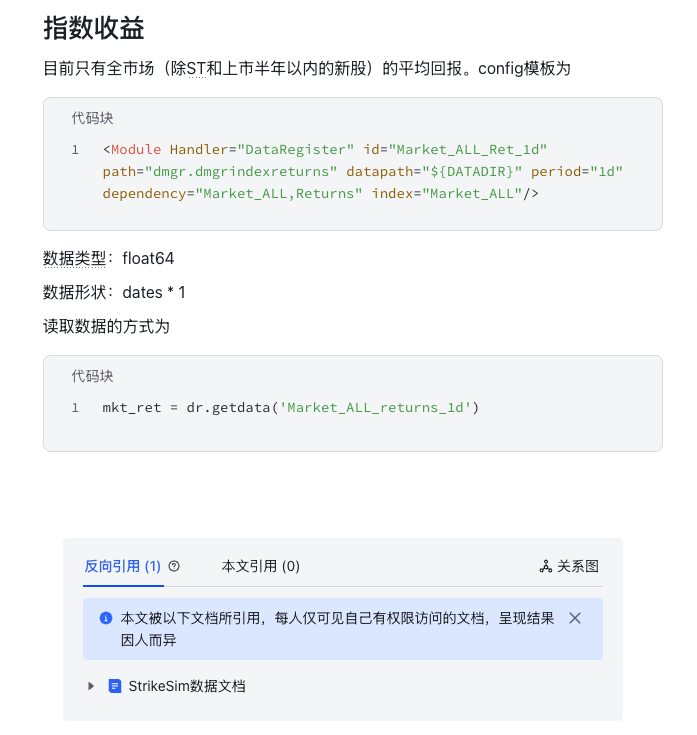 指数收益
目前只有全市场（除ST和上市半年以内的新股）的平均回报。config模板为
代码块
1 <Module Handler="DataRegister" id="Market_ALL_Ret_1d"
path="dmgr.dmgrindexreturns" datapath="${DATADIR}" period="1d"
dependency="Market_ALL,Returns" index="Market_ALL"/>
数据类型：float64
数据形状：dates * 1
读取数据的方式为
代码块
1 mkt_ret = dr.getdata('Market_ALL_returns_1d')
反向引用 (1) 本文引用 (0) 关系图
本文被以下文档所引用，每人仅可见自己有权限访问的文档，呈现结果
因人而异
StrikeSim数据文档